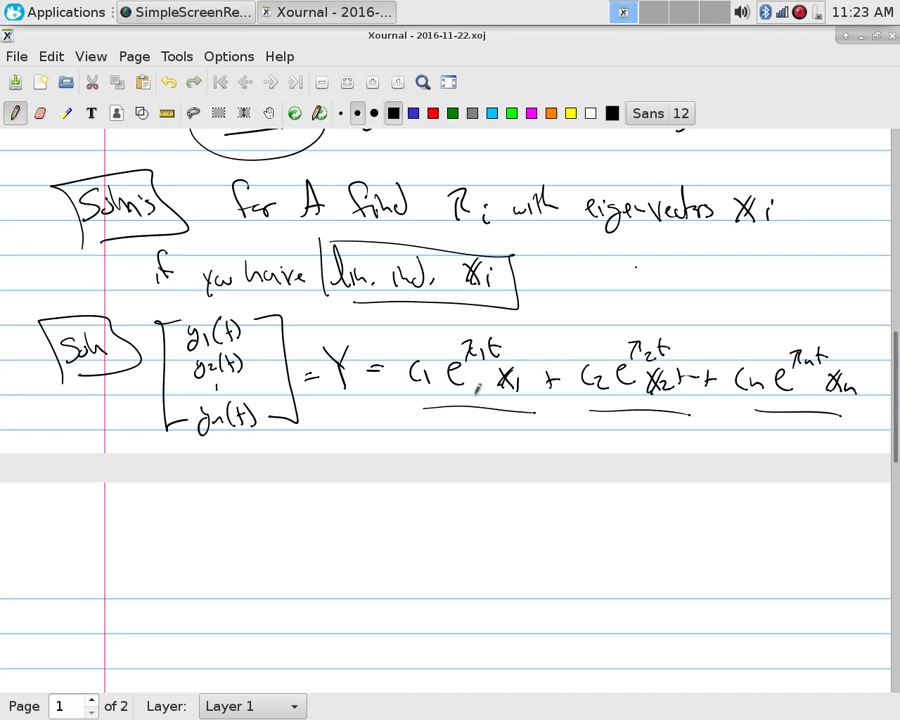 Applications SimpleScreenRe... Xournal - 2016-... 11:23 AM
Xournal - 2016-11-22.xoj
File Edit View Page Tools Options Help
Sans 12
Soln's for A find λi with eigenvectors Xi
if you have lin. ind. Xi
Soln [y1(t) y2(t) ⋮ yn(t)] = Y = c1 e^{λ1t} X1 + c2 e^{λ2t} X2 + ... + cn e^{λnt} Xn
Page 1 of 2 Layer: Layer 1